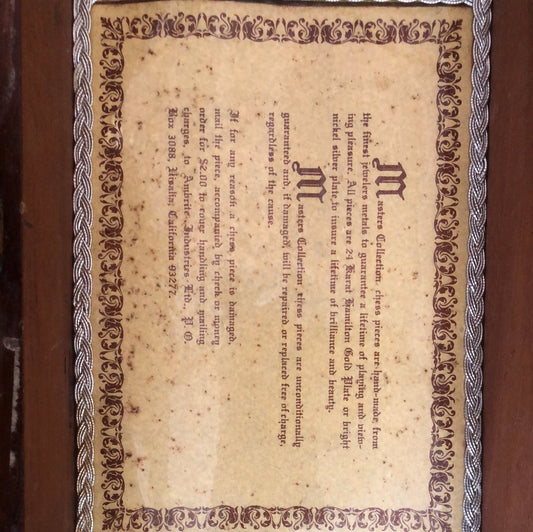 Masters Collection chess pieces are hand-made, from
the finest jewelers metals to guarantee a lifetime of playing and view-
ing pleasure. All pieces are 24 Karat Hamilton Gold Plate or bright
nickel silver plate, to insure a lifetime of brilliance and beauty.
Masters Collection chess pieces are unconditionally
guaranteed and, if damaged, will be repaired or replaced free of charge,
regardless of the cause.
If for any reason a chess piece is damaged,
mail the piece, accompanied by check or money
order for $2.00 to cover handling and mailing
charges, to Ambrite Industries Ltd., P.O.
Box 3088, Visalia, California 93277.